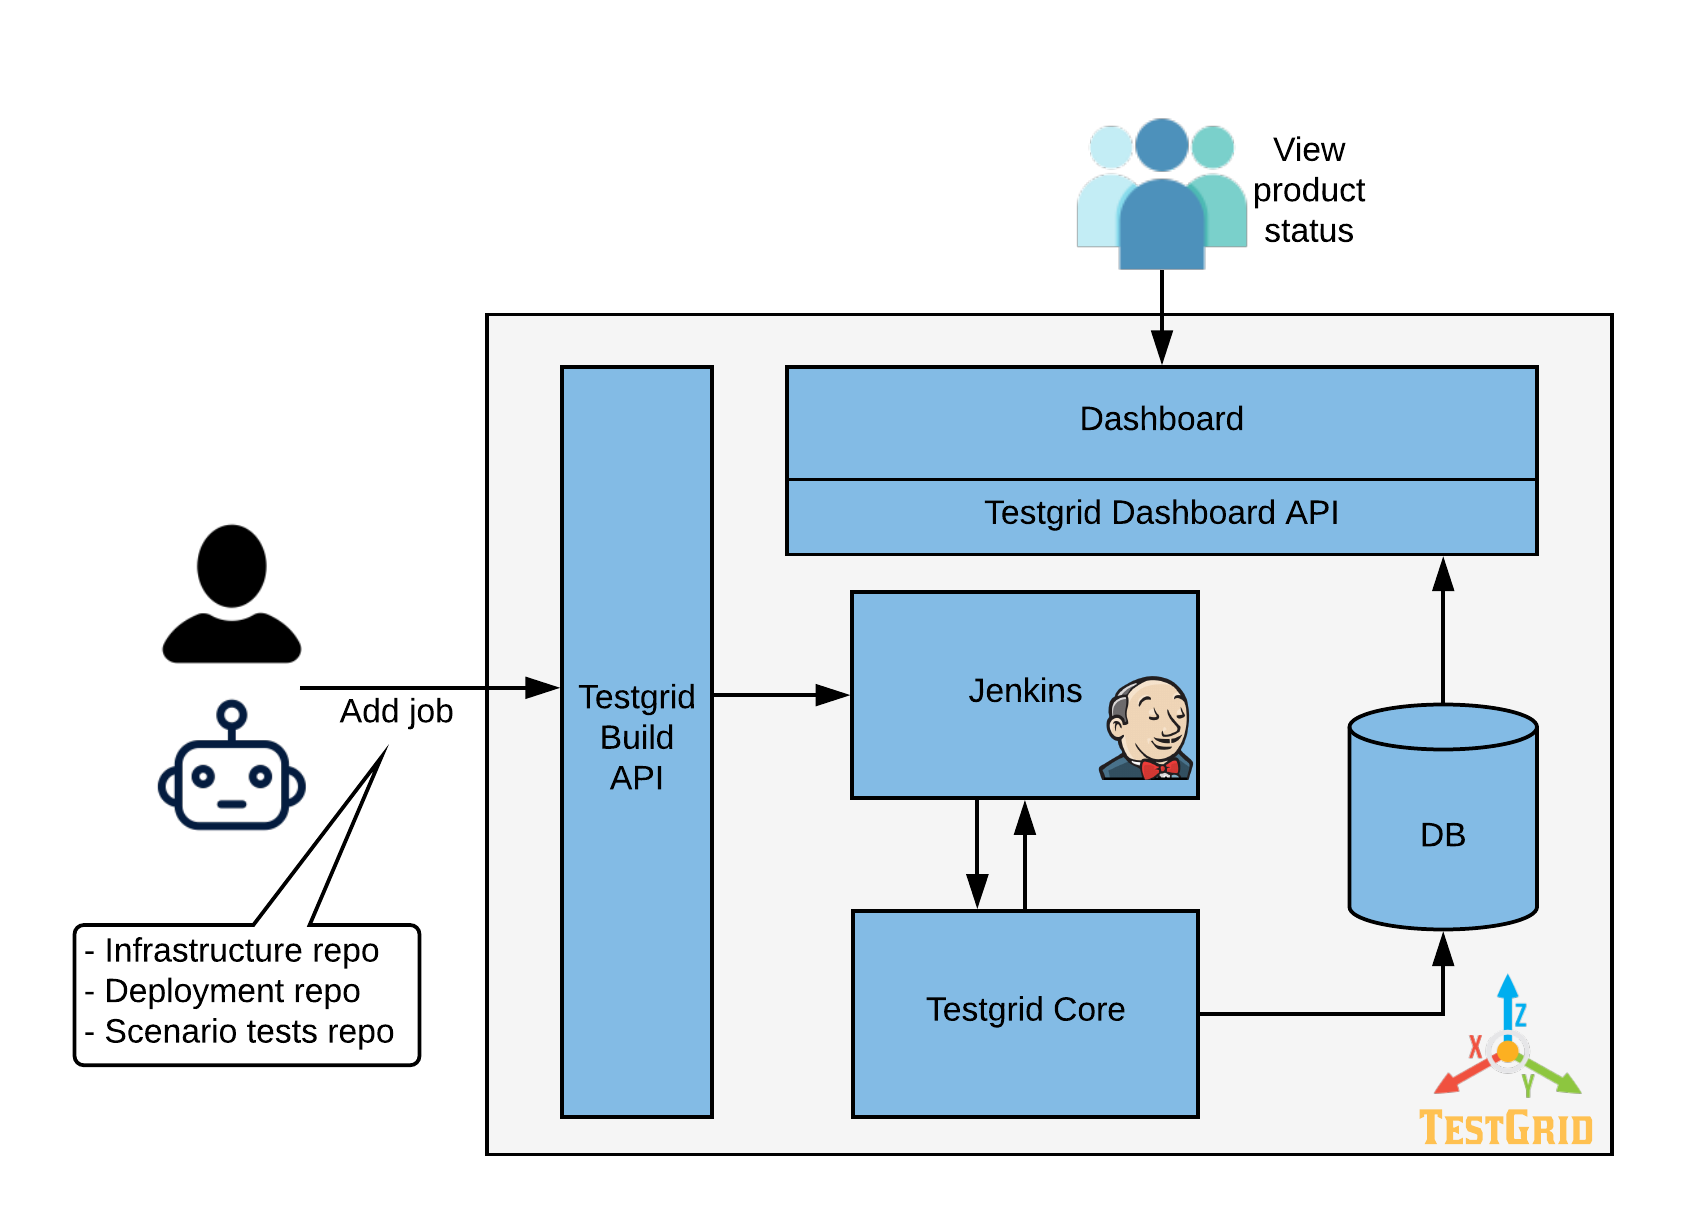 View
product
status
Dashboard
Testgrid Dashboard API
Testgrid
Build
API
Jenkins
Add job
DB
- Infrastructure repo
- Deployment repo
- Scenario tests repo
Testgrid Core
Z
X
Y
TESTGRID